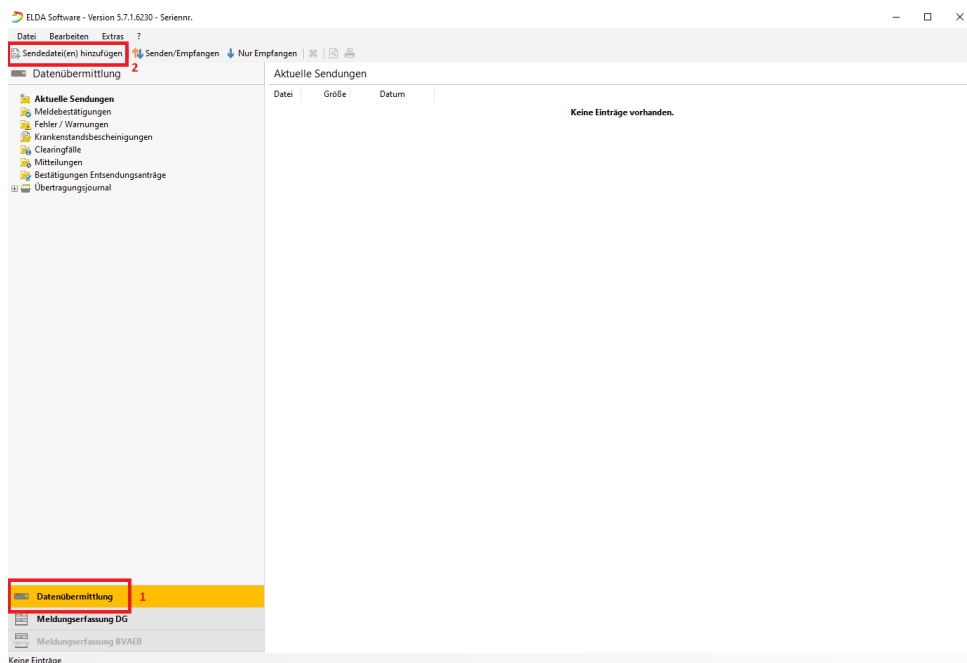 ELDA Software - Version 5.7.1.6230 - Seriennr.
Datei Bearbeiten Extras ?
Sendedatei(en) hinzufügen Senden/Empfangen Nur Empfangen
2
Datenübermittlung Aktuelle Sendungen
Datei Größe Datum
Keine Einträge vorhanden.
Aktuelle Sendungen
Meldebestätigungen
Fehler / Warnungen
Krankenstandsbescheinigungen
Clearingfälle
Mitteilungen
Bestätigungen Entsendungsanträge
Übertragungsjournal
Datenübermittlung 1
Meldungserfassung DG
Meldungserfassung BVAEB
Keine Einträge